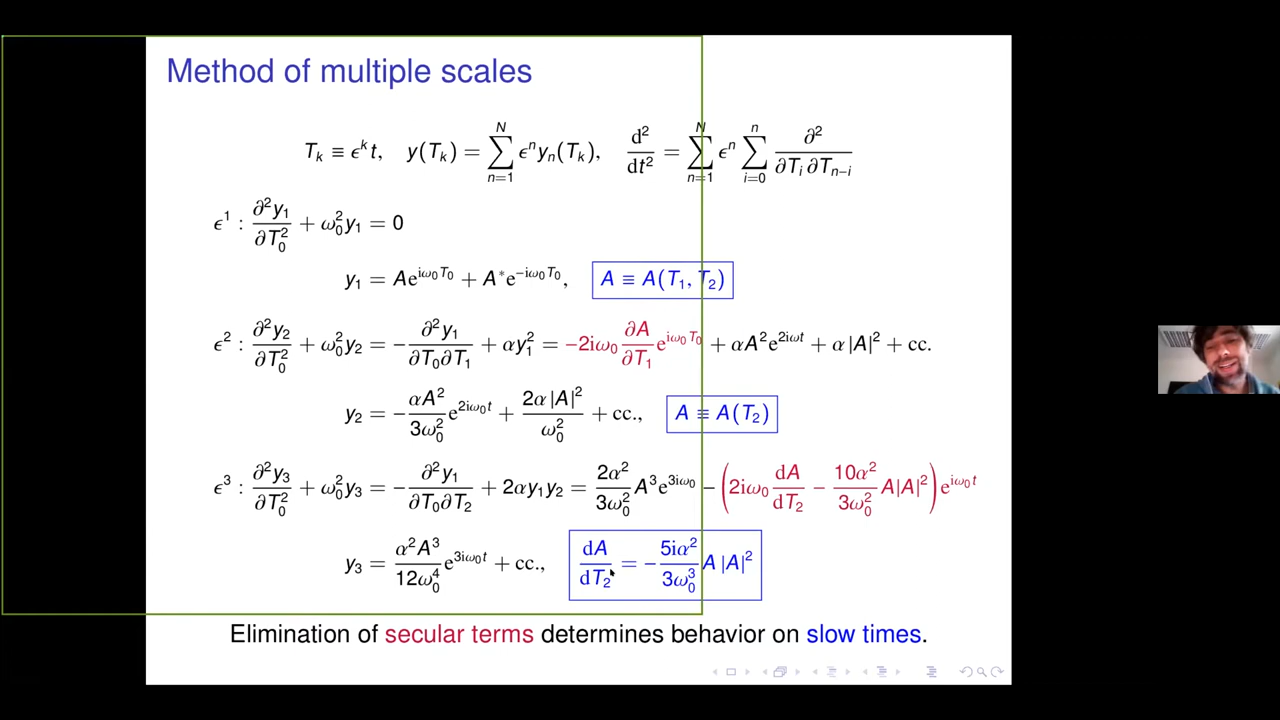 Method of multiple scales
T_k ≡ ϵ^k t, y(T_k) = ∑_{n=1}^{N} ϵ^n y_n(T_k), d²/dt² = ∑_{n=1}^{N} ϵ^n ∑_{i=0}^{n} ∂²/∂T_i ∂T_{n−i}
ϵ¹ : ∂²y₁/∂T₀² + ω₀²y₁ = 0
y₁ = Ae^{iω₀T₀} + A*e^{−iω₀T₀}, A ≡ A(T₁, T₂)
ϵ² : ∂²y₂/∂T₀² + ω₀²y₂ = −∂²y₁/∂T₀∂T₁ + αy₁² = −2iω₀ ∂A/∂T₁ e^{iω₀T₀} + αA²e^{2iωt} + α|A|² + cc.
y₂ = −αA²/3ω₀² e^{2iω₀t} + 2α|A|²/ω₀² + cc., A ≡ A(T₂)
ϵ³ : ∂²y₃/∂T₀² + ω₀²y₃ = −∂²y₁/∂T₀∂T₂ + 2αy₁y₂ = 2α²/3ω₀² A³e^{3iω₀} − (2iω₀ dA/dT₂ − 10α²/3ω₀² A|A|²) e^{iω₀t}
y₃ = α²A³/12ω₀⁴ e^{3iω₀t} + cc., dA/dT₂ = −5iα²/3ω₀³ A|A|²
Elimination of secular terms determines behavior on slow times.